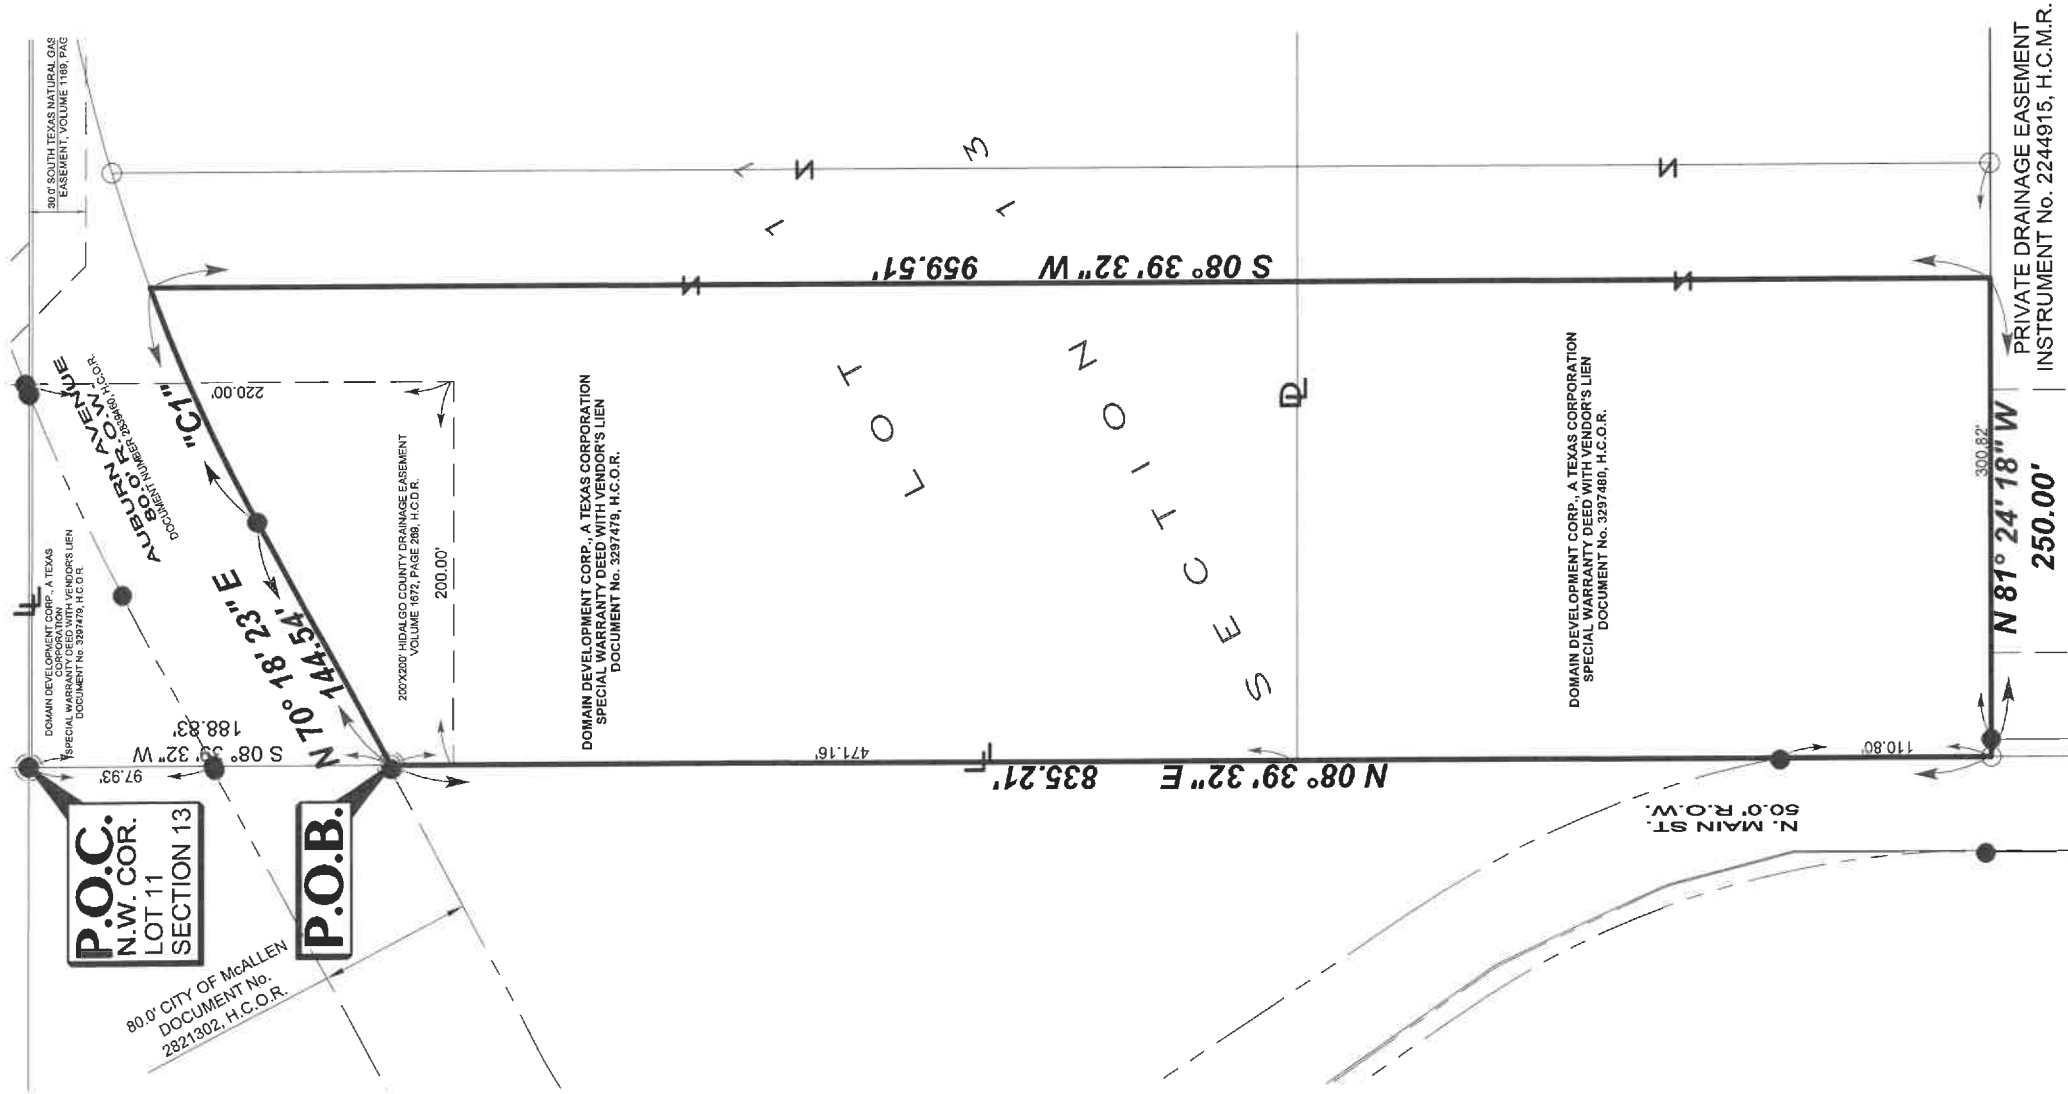 30.0' SOUTH TEXAS NATURAL GAS
EASEMENT, VOLUME 1169, PAG
DOMAIN DEVELOPMENT CORP., A TEXAS
CORPORATION
SPECIAL WARRANTY DEED WITH VENDOR'S LIEN
DOCUMENT No. 3297479, H.C.O.R.
AUBURN AVENUE
80.0' R.O.W.
DOCUMENT NUMBER 2839460, H.C.O.R.
"C1"
220.00'
N 70° 18' 23" E
144.54'
S 08° 39' 32" W
188.83'
97.93'
P.O.C.
N.W. COR.
LOT 11
SECTION 13
P.O.B.
80.0' CITY OF McALLEN
DOCUMENT No.
2821302, H.C.O.R.
200'X200' HIDALGO COUNTY DRAINAGE EASEMENT
VOLUME 1672, PAGE 269, H.C.D.R.
200.00'
DOMAIN DEVELOPMENT CORP., A TEXAS CORPORATION
SPECIAL WARRANTY DEED WITH VENDOR'S LIEN
DOCUMENT No. 3297479, H.C.O.R.
LOT 11
SECTION 13
S 08° 39' 32" W 959.51'
N 08° 39' 32" E 835.21'
471.16'
DOMAIN DEVELOPMENT CORP., A TEXAS CORPORATION
SPECIAL WARRANTY DEED WITH VENDOR'S LIEN
DOCUMENT No. 3297480, H.C.O.R.
N. MAIN ST.
50.0' R.O.W.
110.80'
300.82'
N 81° 24' 18" W
250.00'
PRIVATE DRAINAGE EASEMENT
INSTRUMENT No. 2244915, H.C.M.R.